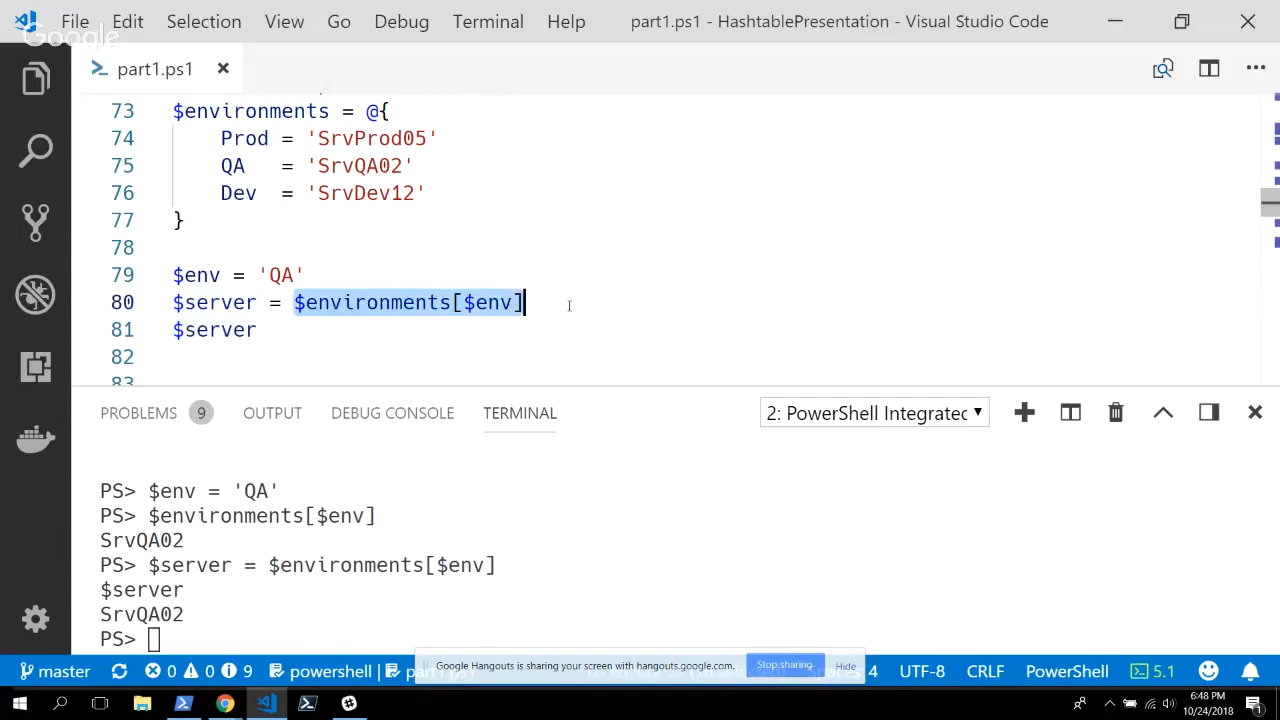 File Edit Selection View Go Debug Terminal Help part1.ps1 - HashtablePresentation - Visual Studio Code
Google
part1.ps1
73 $environments = @{
74 Prod = 'SrvProd05'
75 QA = 'SrvQA02'
76 Dev = 'SrvDev12'
77 }
78
79 $env = 'QA'
80 $server = $environments[$env]
81 $server
82
83
PROBLEMS 9 OUTPUT DEBUG CONSOLE TERMINAL 2: PowerShell Integrated
PS> $env = 'QA'
PS> $environments[$env]
SrvQA02
PS> $server = $environments[$env]
$server
SrvQA02
PS>
Google Hangouts is sharing your screen with hangouts.google.com. Stop sharing Hide
master 0 0 9 powershell | part1.ps1 Spaces 4 UTF-8 CRLF PowerShell 5.1
6:48 PM
10/24/2018
1